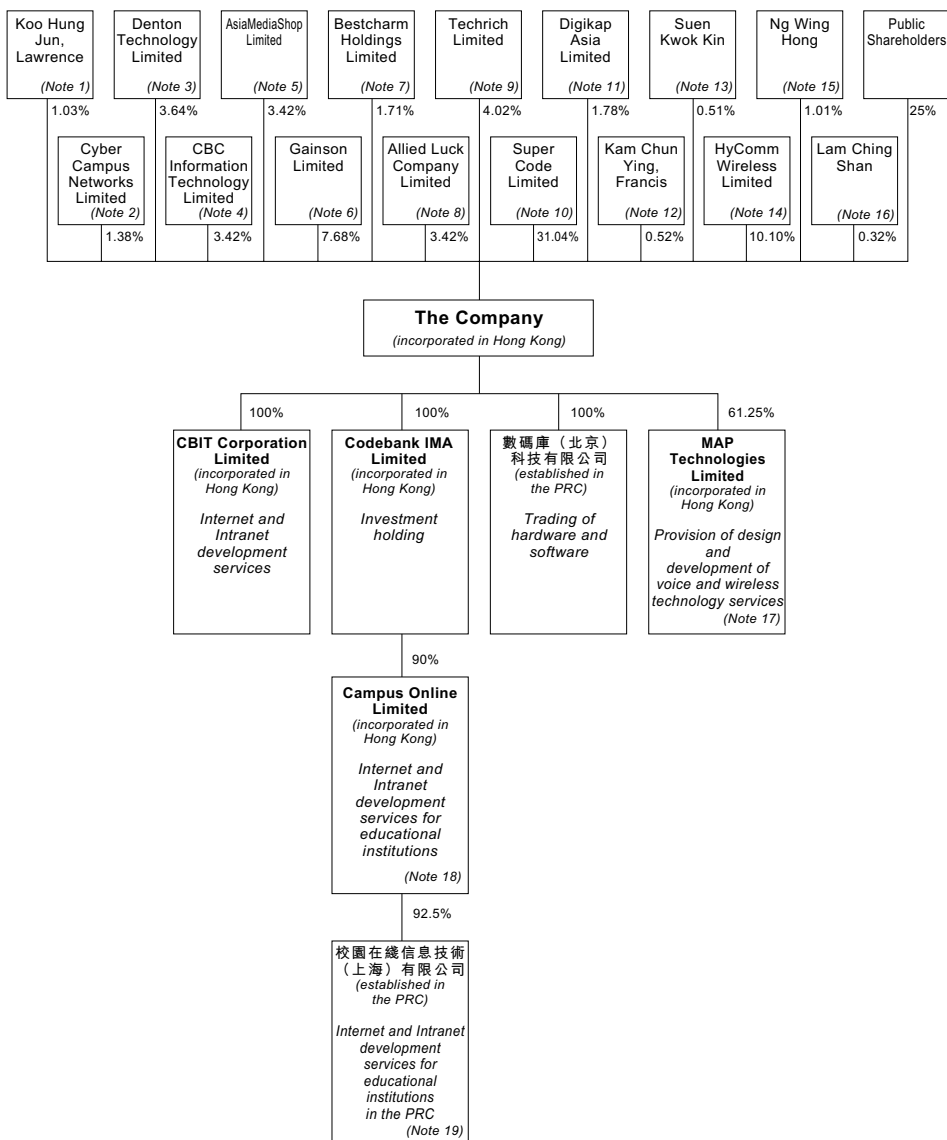 Koo Hung
Jun,
Lawrence
(Note 1)
1.03%
Denton
Technology
Limited
(Note 3)
3.64%
AsiaMediaShop
Limited
(Note 5)
3.42%
Bestcharm
Holdings
Limited
(Note 7)
1.71%
Techrich
Limited
(Note 9)
4.02%
Digikap
Asia
Limited
(Note 11)
1.78%
Suen
Kwok Kin
(Note 13)
0.51%
Ng Wing
Hong
(Note 15)
1.01%
Public
Shareholders
25%
Cyber
Campus
Networks
Limited
(Note 2)
1.38%
CBC
Information
Technology
Limited
(Note 4)
3.42%
Gainson
Limited
(Note 6)
7.68%
Allied Luck
Company
Limited
(Note 8)
3.42%
Super
Code
Limited
(Note 10)
31.04%
Kam Chun
Ying,
Francis
(Note 12)
0.52%
HyComm
Wireless
Limited
(Note 14)
10.10%
Lam Ching
Shan
(Note 16)
0.32%
The Company
(incorporated in Hong Kong)
100%
CBIT Corporation
Limited
(incorporated in
Hong Kong)
Internet and
Intranet
development
services
100%
Codebank IMA
Limited
(incorporated in
Hong Kong)
Investment
holding
100%
數碼庫（北京）
科技有限公司
(established in
the PRC)
Trading of
hardware and
software
61.25%
MAP
Technologies
Limited
(incorporated in
Hong Kong)
Provision of design
and
development of
voice and wireless
technology services
(Note 17)
90%
Campus Online
Limited
(incorporated in
Hong Kong)
Internet and
Intranet
development
services for
educational
institutions
(Note 18)
92.5%
校園在綫信息技術
（上海）有限公司
(established in
the PRC)
Internet and Intranet
development
services for
educational
institutions
in the PRC
(Note 19)